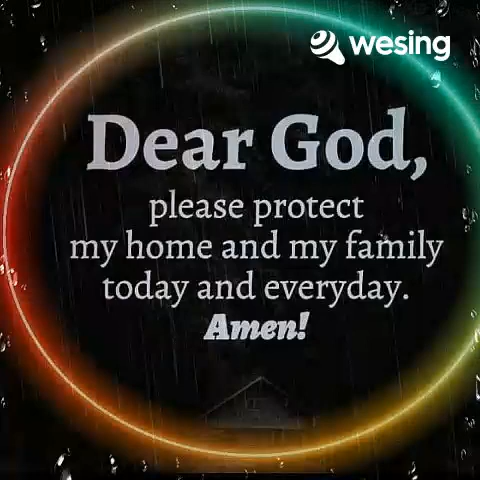 wesing
Dear God,
please protect
my home and my family
today and everyday.
Amen!